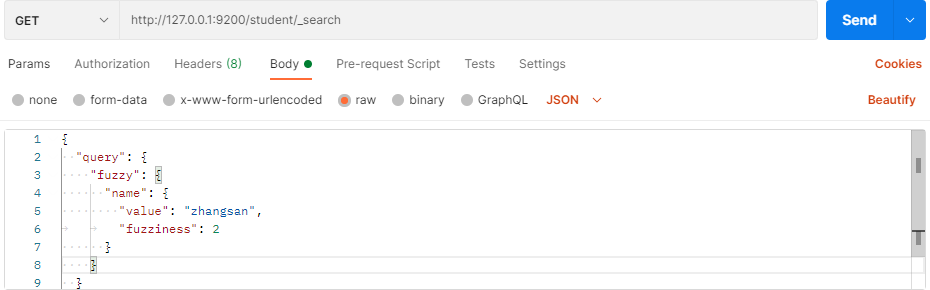 GET http://127.0.0.1:9200/student/_search Send
Params Authorization Headers (8) Body Pre-request Script Tests Settings Cookies
none form-data x-www-form-urlencoded raw binary GraphQL JSON Beautify
1 {
2 "query": {
3 "fuzzy": {
4 "name": {
5 "value": "zhangsan",
6 "fuzziness": 2
7 }
8 }
9 }